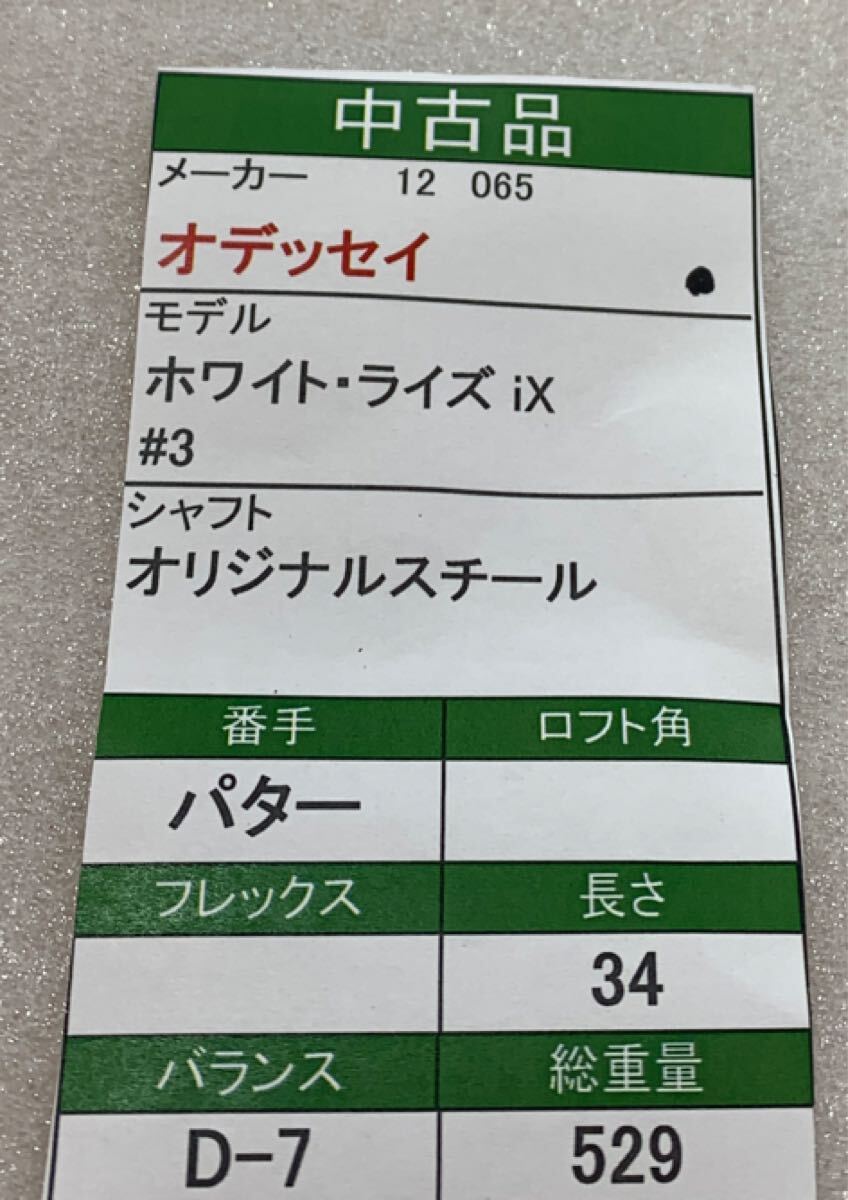 中古品
メーカー 12 065
オデッセイ
モデル
ホワイト・ライズ iX
#3
シャフト
オリジナルスチール
番手 ロフト角
パター
フレックス 長さ
34
バランス 総重量
D-7 529